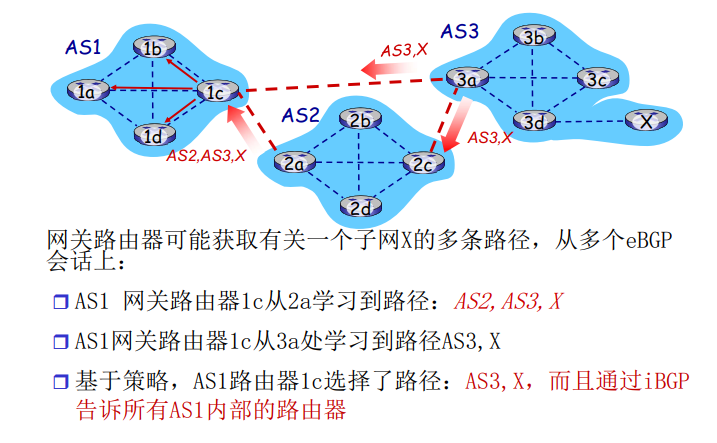 AS1
1b
1a
1c
1d
AS3,X
AS3
3b
3a
3c
3d
X
AS2
2b
2a
2c
2d
AS2,AS3,X
AS3,X
网关路由器可能获取有关一个子网X的多条路径，从多个eBGP
会话上：
AS1 网关路由器1c从2a学习到路径：AS2,AS3,X
AS1网关路由器1c从3a处学习到路径AS3,X
基于策略，AS1路由器1c选择了路径：AS3,X，而且通过iBGP
告诉所有AS1内部的路由器